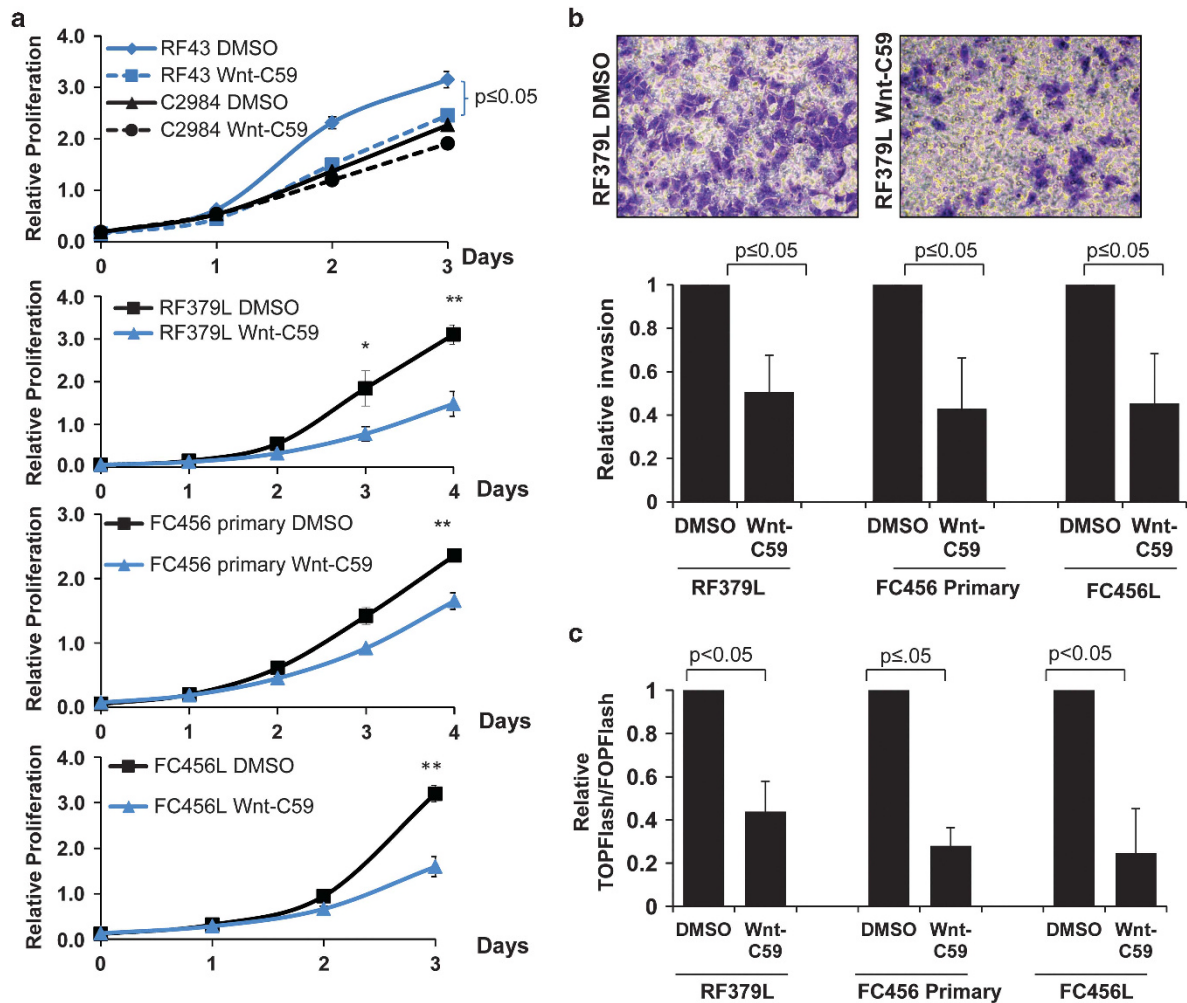 a
Relative Proliferation
4.0
3.0
2.0
1.0
0.0
RF43 DMSO
RF43 Wnt-C59
C2984 DMSO
C2984 Wnt-C59
p≤0.05
0 1 2 3 Days
Relative Proliferation
4.0
3.0
2.0
1.0
0.0
RF379L DMSO
RF379L Wnt-C59
*
**
0 1 2 3 4 Days
Relative Proliferation
3.0
2.0
1.0
0.0
FC456 primary DMSO
FC456 primary Wnt-C59
**
0 1 2 3 4 Days
Relative Proliferation
4.0
3.0
2.0
1.0
0.0
FC456L DMSO
FC456L Wnt-C59
**
0 1 2 3 Days
b
RF379L DMSO
RF379L Wnt-C59
p≤0.05 p≤0.05 p≤0.05
Relative invasion
1
0.8
0.6
0.4
0.2
0
DMSO Wnt- DMSO Wnt- DMSO Wnt-
C59 C59 C59
RF379L FC456 Primary FC456L
c
p<0.05 p≤.05 p<0.05
Relative
TOPFlash/FOPFlash
1
0.8
0.6
0.4
0.2
0
DMSO Wnt- DMSO Wnt- DMSO Wnt-
C59 C59 C59
RF379L FC456 Primary FC456L